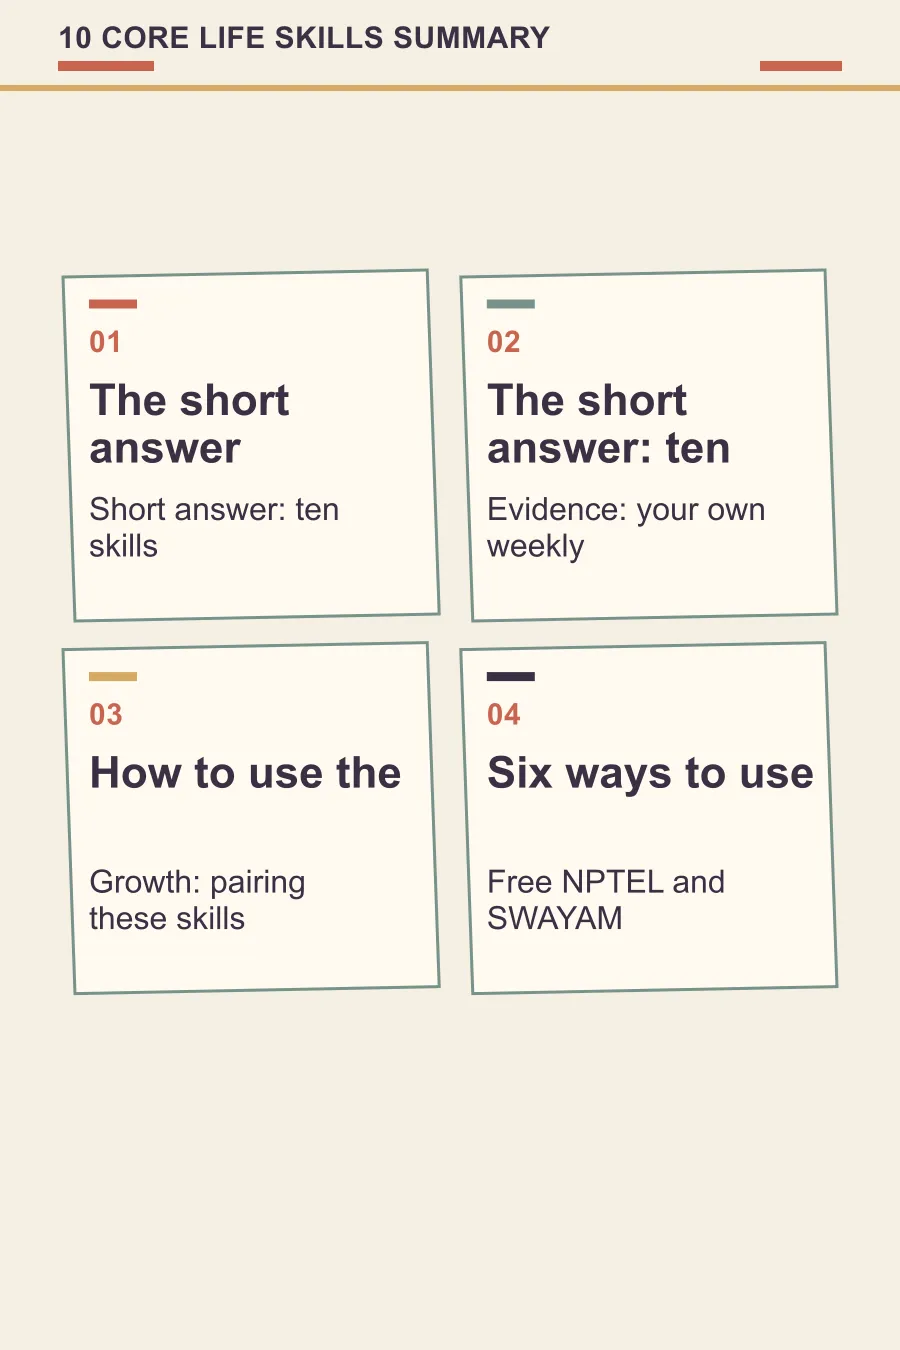 10 CORE LIFE SKILLS SUMMARY
01
The short
answer
Short answer: ten
skills
02
The short
answer: ten
Evidence: your own
weekly
03
How to use the
Growth: pairing
these skills
04
Six ways to use
Free NPTEL and
SWAYAM